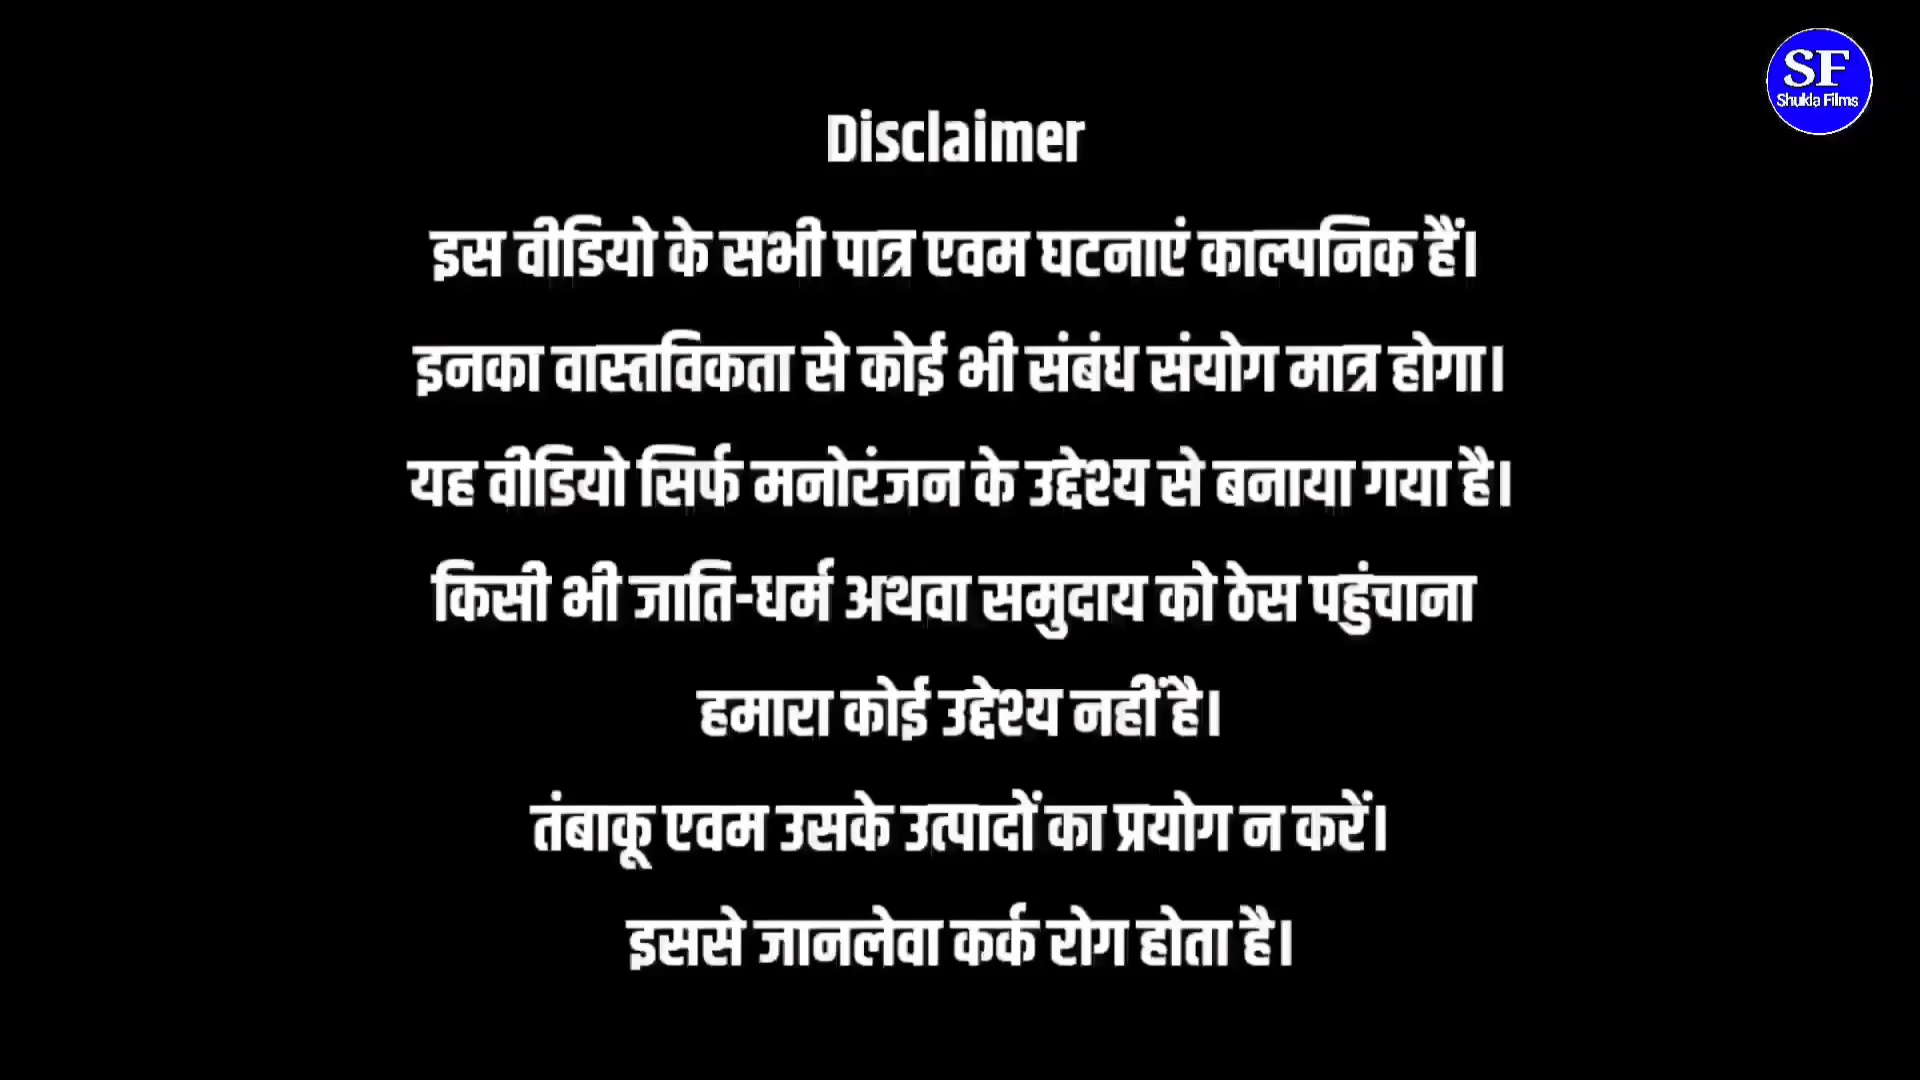 SF
Shukla Films
Disclaimer
इस वीडियो के सभी पात्र एवम घटनाएं काल्पनिक हैं।
इनका वास्तविकता से कोई भी संबंध संयोग मात्र होगा।
यह वीडियो सिर्फ मनोरंजन के उद्देश्य से बनाया गया है।
किसी भी जाति-धर्म अथवा समुदाय को ठेस पहुंचाना
हमारा कोई उद्देश्य नहीं है।
तंबाकू एवम उसके उत्पादों का प्रयोग न करें।
इससे जानलेवा कर्क रोग होता है।